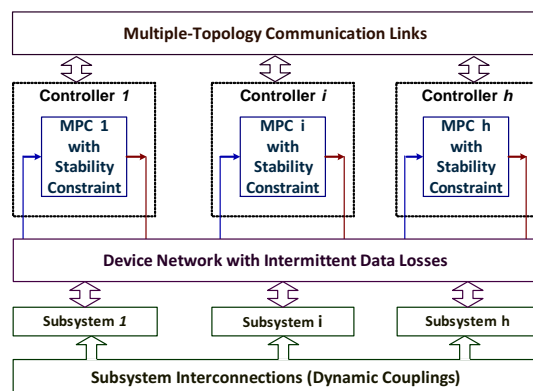 Multiple-Topology Communication Links
Controller 1
Controller i
Controller h
MPC 1
with
Stability
Constraint
MPC i
with
Stability
Constraint
MPC h
with
Stability
Constraint
Device Network with Intermittent Data Losses
Subsystem 1
Subsystem i
Subsystem h
Subsystem Interconnections (Dynamic Couplings)